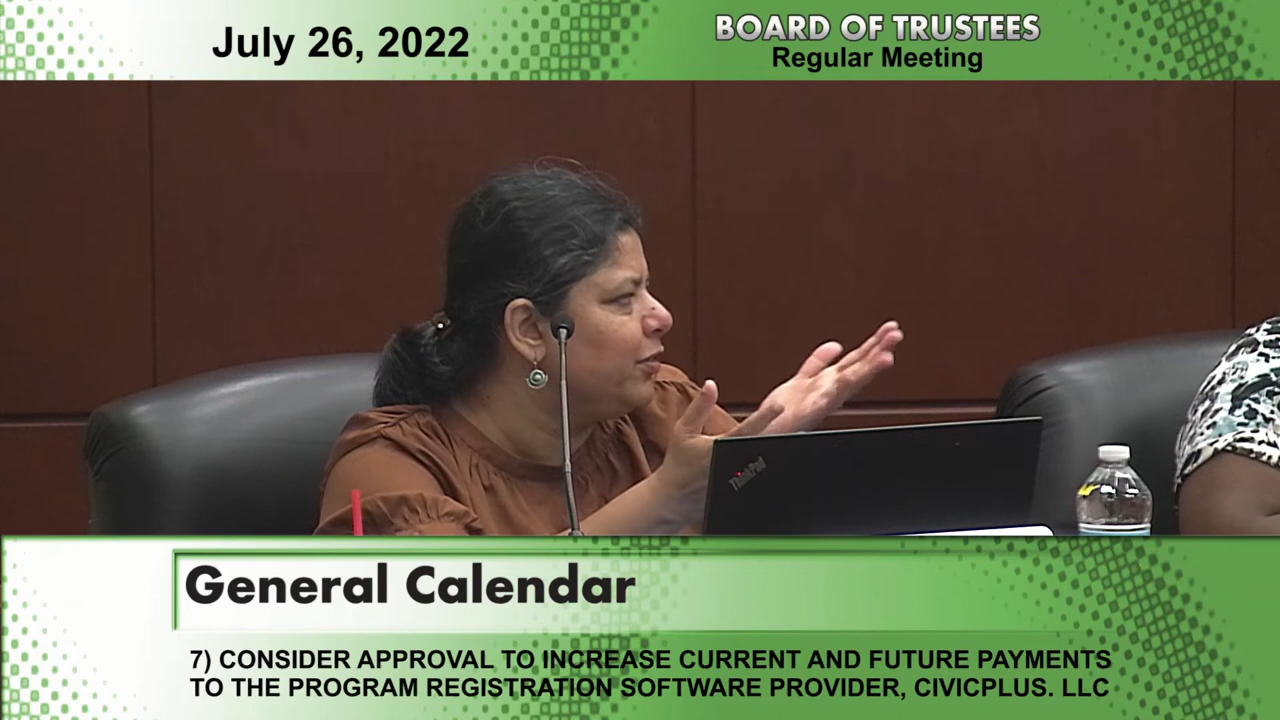 July 26, 2022
BOARD OF TRUSTEES
Regular Meeting
ThinkPad
General Calendar
7) CONSIDER APPROVAL TO INCREASE CURRENT AND FUTURE PAYMENTS
TO THE PROGRAM REGISTRATION SOFTWARE PROVIDER, CIVICPLUS. LLC